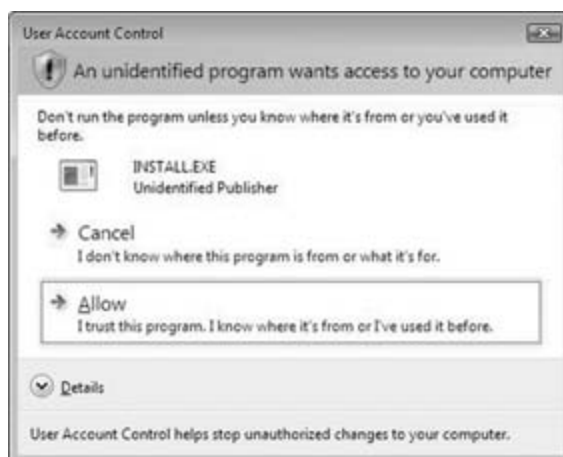 User Account Control
An unidentified program wants access to your computer
Don't run the program unless you know where it's from or you've used it
before.
INSTALL.EXE
Unidentified Publisher
Cancel
I don't know where this program is from or what it's for.
Allow
I trust this program. I know where it's from or I've used it before.
Details
User Account Control helps stop unauthorized changes to your computer.